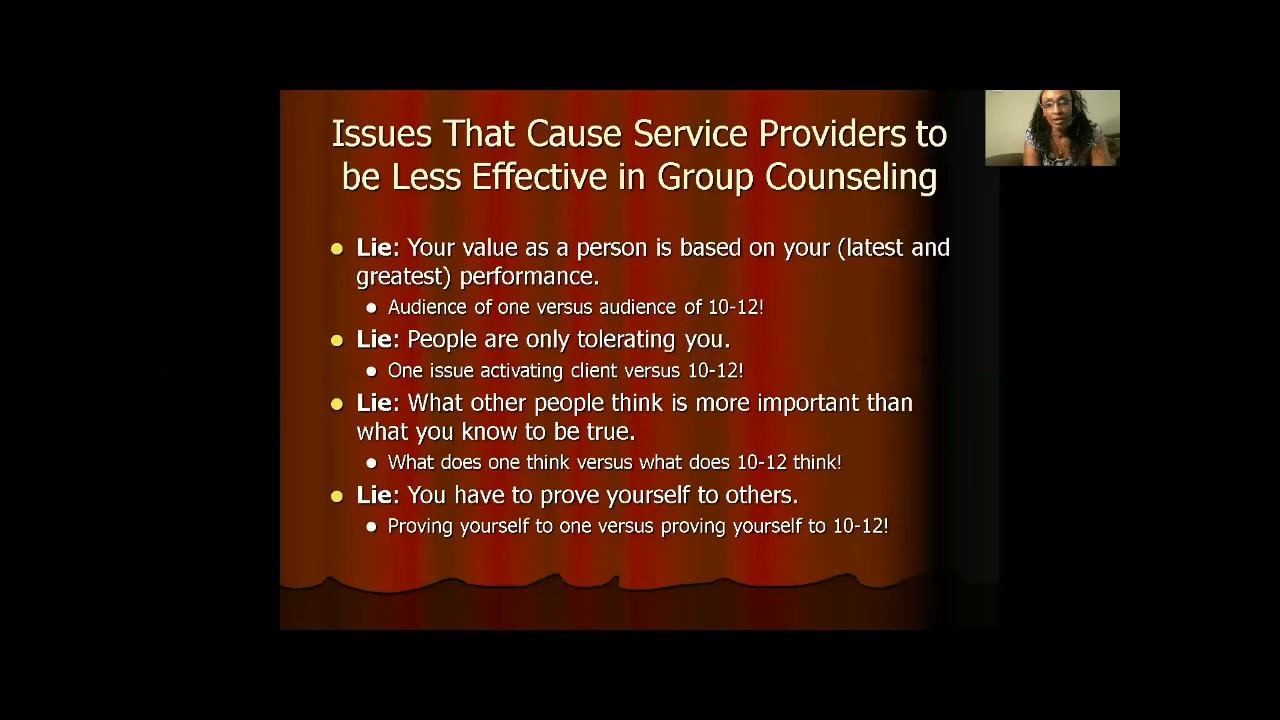 Issues That Cause Service Providers to
be Less Effective in Group Counseling
Lie: Your value as a person is based on your (latest and
greatest) performance.
Audience of one versus audience of 10-12!
Lie: People are only tolerating you.
One issue activating client versus 10-12!
Lie: What other people think is more important than
what you know to be true.
What does one think versus what does 10-12 think!
Lie: You have to prove yourself to others.
Proving yourself to one versus proving yourself to 10-12!